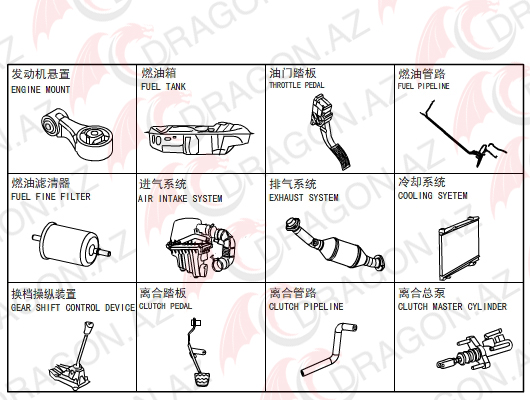 发动机悬置
ENGINE MOUNT
燃油箱
FUEL TANK
油门踏板
THROTTLE PEDAL
燃油管路
FUEL PIPELINE
燃油滤清器
FUEL FINE FILTER
进气系统
AIR INTAKE SYSTEM
排气系统
EXHAUST SYSTEM
冷却系统
COOLING SYETEM
换档操纵装置
GEAR SHIFT CONTROL DEVICE
离合踏板
CLUTCH PEDAL
离合管路
CLUTCH PIPELINE
离合总泵
CLUTCH MASTER CYLINDER
DRAGON.AZ